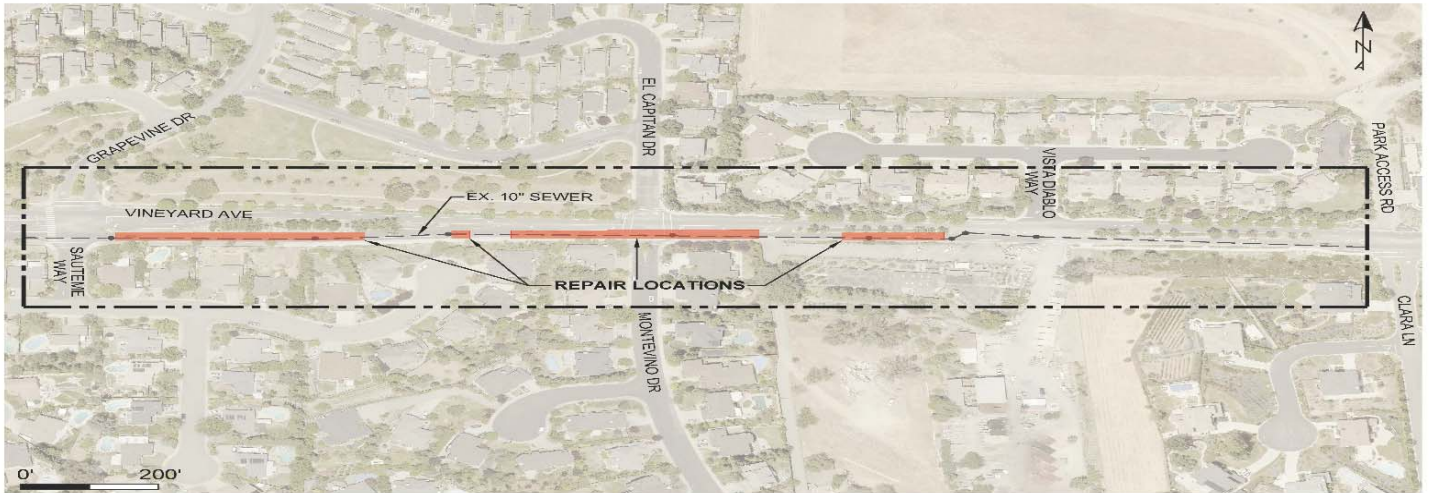 N
GRAPEVINE DR
EL CAPITAN DR
PARK ACCESS RD
VISTA DIABLO
WAY
EX. 10" SEWER
VINEYARD AVE
SAUTEME
WAY
REPAIR LOCATIONS
MONTEVINO DR
CLARA LN
0' 200'